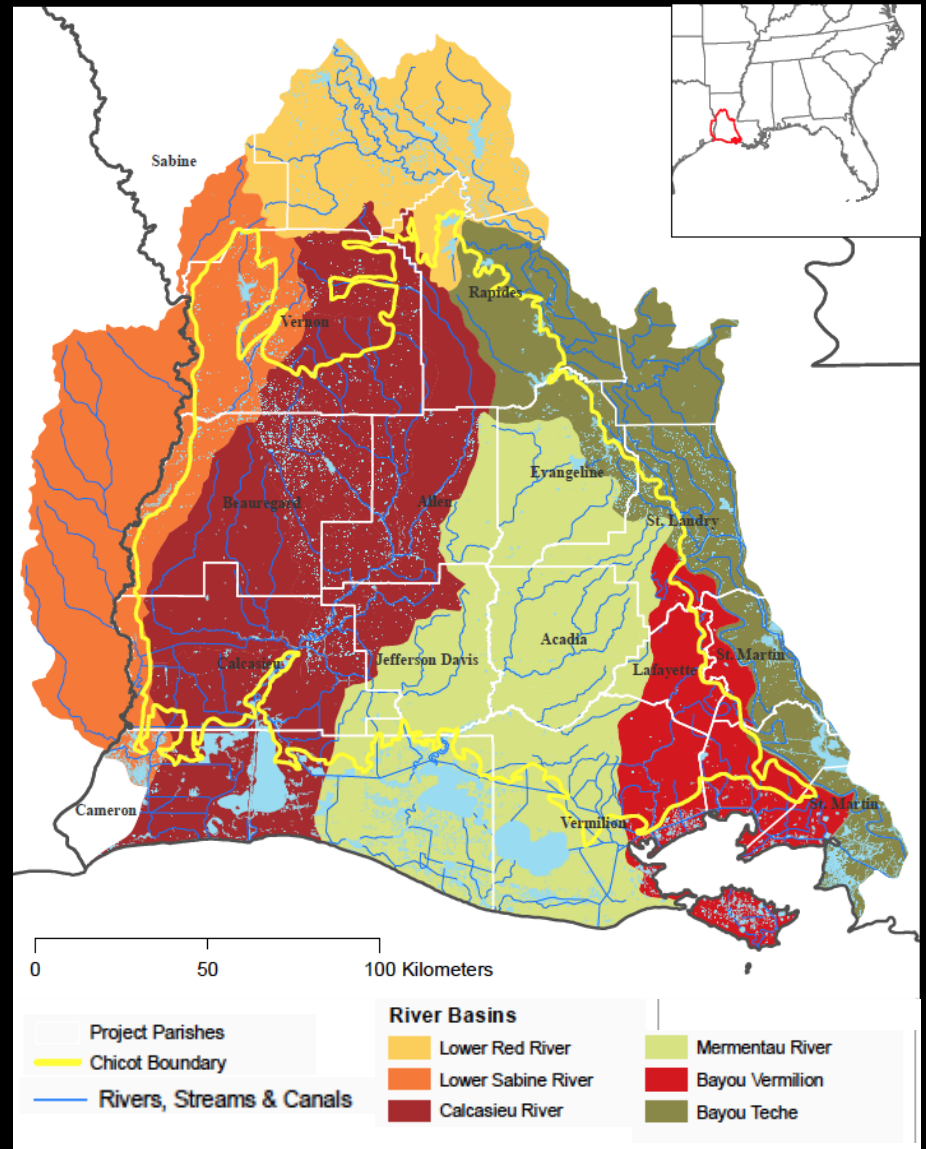 Sabine
Rapides
Vernon
Evangeline
Beauregard
Allen
St. Landry
Acadia
St. Martin
Calcasieu
Jefferson Davis
Lafayette
Cameron
St. Martin
Vermilion
0 50 100 Kilometers
Project Parishes
Chicot Boundary
Rivers, Streams & Canals
River Basins
Lower Red River
Lower Sabine River
Calcasieu River
Mermentau River
Bayou Vermilion
Bayou Teche